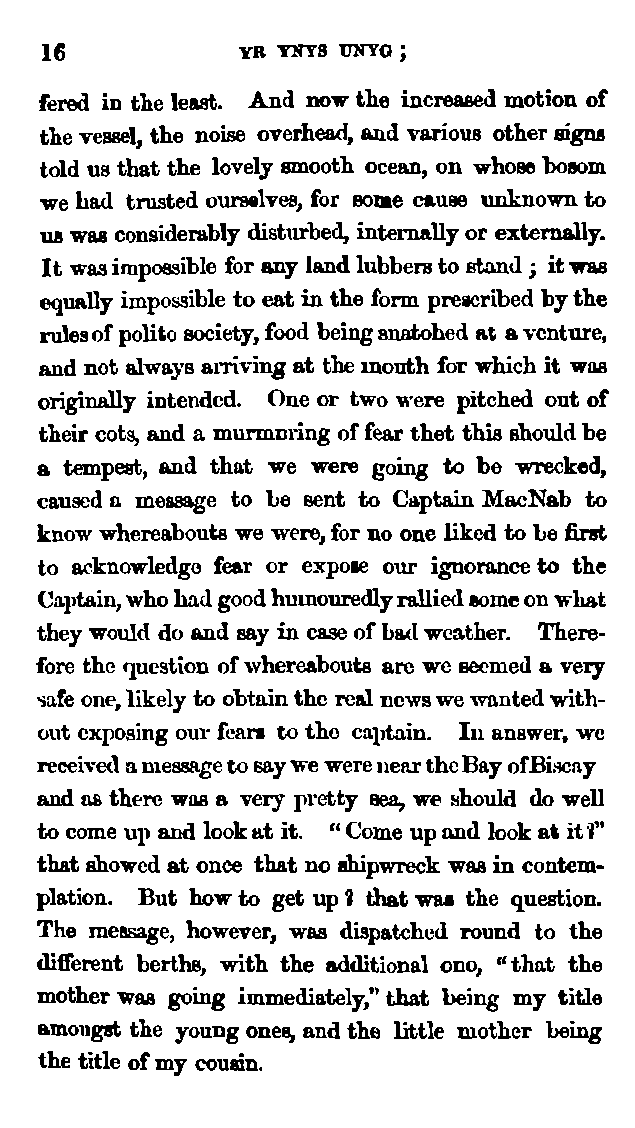 16 YR YNYS UNYG ;
fered in the least. And now the increased motion of
the vessel, the noise overhead, and various other signs
told us that the lovely smooth ocean, on whose bosom
we had trusted ourselves, for some cause unknown to
us was considerably disturbed, internally or externally.
It was impossible for any land lubbers to stand ; it was
equally impossible to eat in the form prescribed by the
rules of polite society, food being snatched at a venture,
and not always arriving at the mouth for which it was
originally intended. One or two were pitched out of
their cots, and a murmuring of fear thet this should be
a tempest, and that we were going to be wrecked,
caused a message to be sent to Captain MacNab to
know whereabouts we were, for no one liked to be first
to acknowledge fear or expose our ignorance to the
Captain, who had good humouredly rallied some on what
they would do and say in case of bad weather. There-
fore the question of whereabouts are we seemed a very
safe one, likely to obtain the real news we wanted with-
out exposing our fears to the captain. In answer, we
received a message to say we were near the Bay of Biscay
and as there was a very pretty sea, we should do well
to come up and look at it. "Come up and look at it?"
that showed at once that no shipwreck was in contem-
plation. But how to get up? that was the question.
The message, however, was dispatched round to the
different berths, with the additional one, "that the
mother was going immediately," that being my title
amongst the young ones, and the little mother being
the title of my cousin.